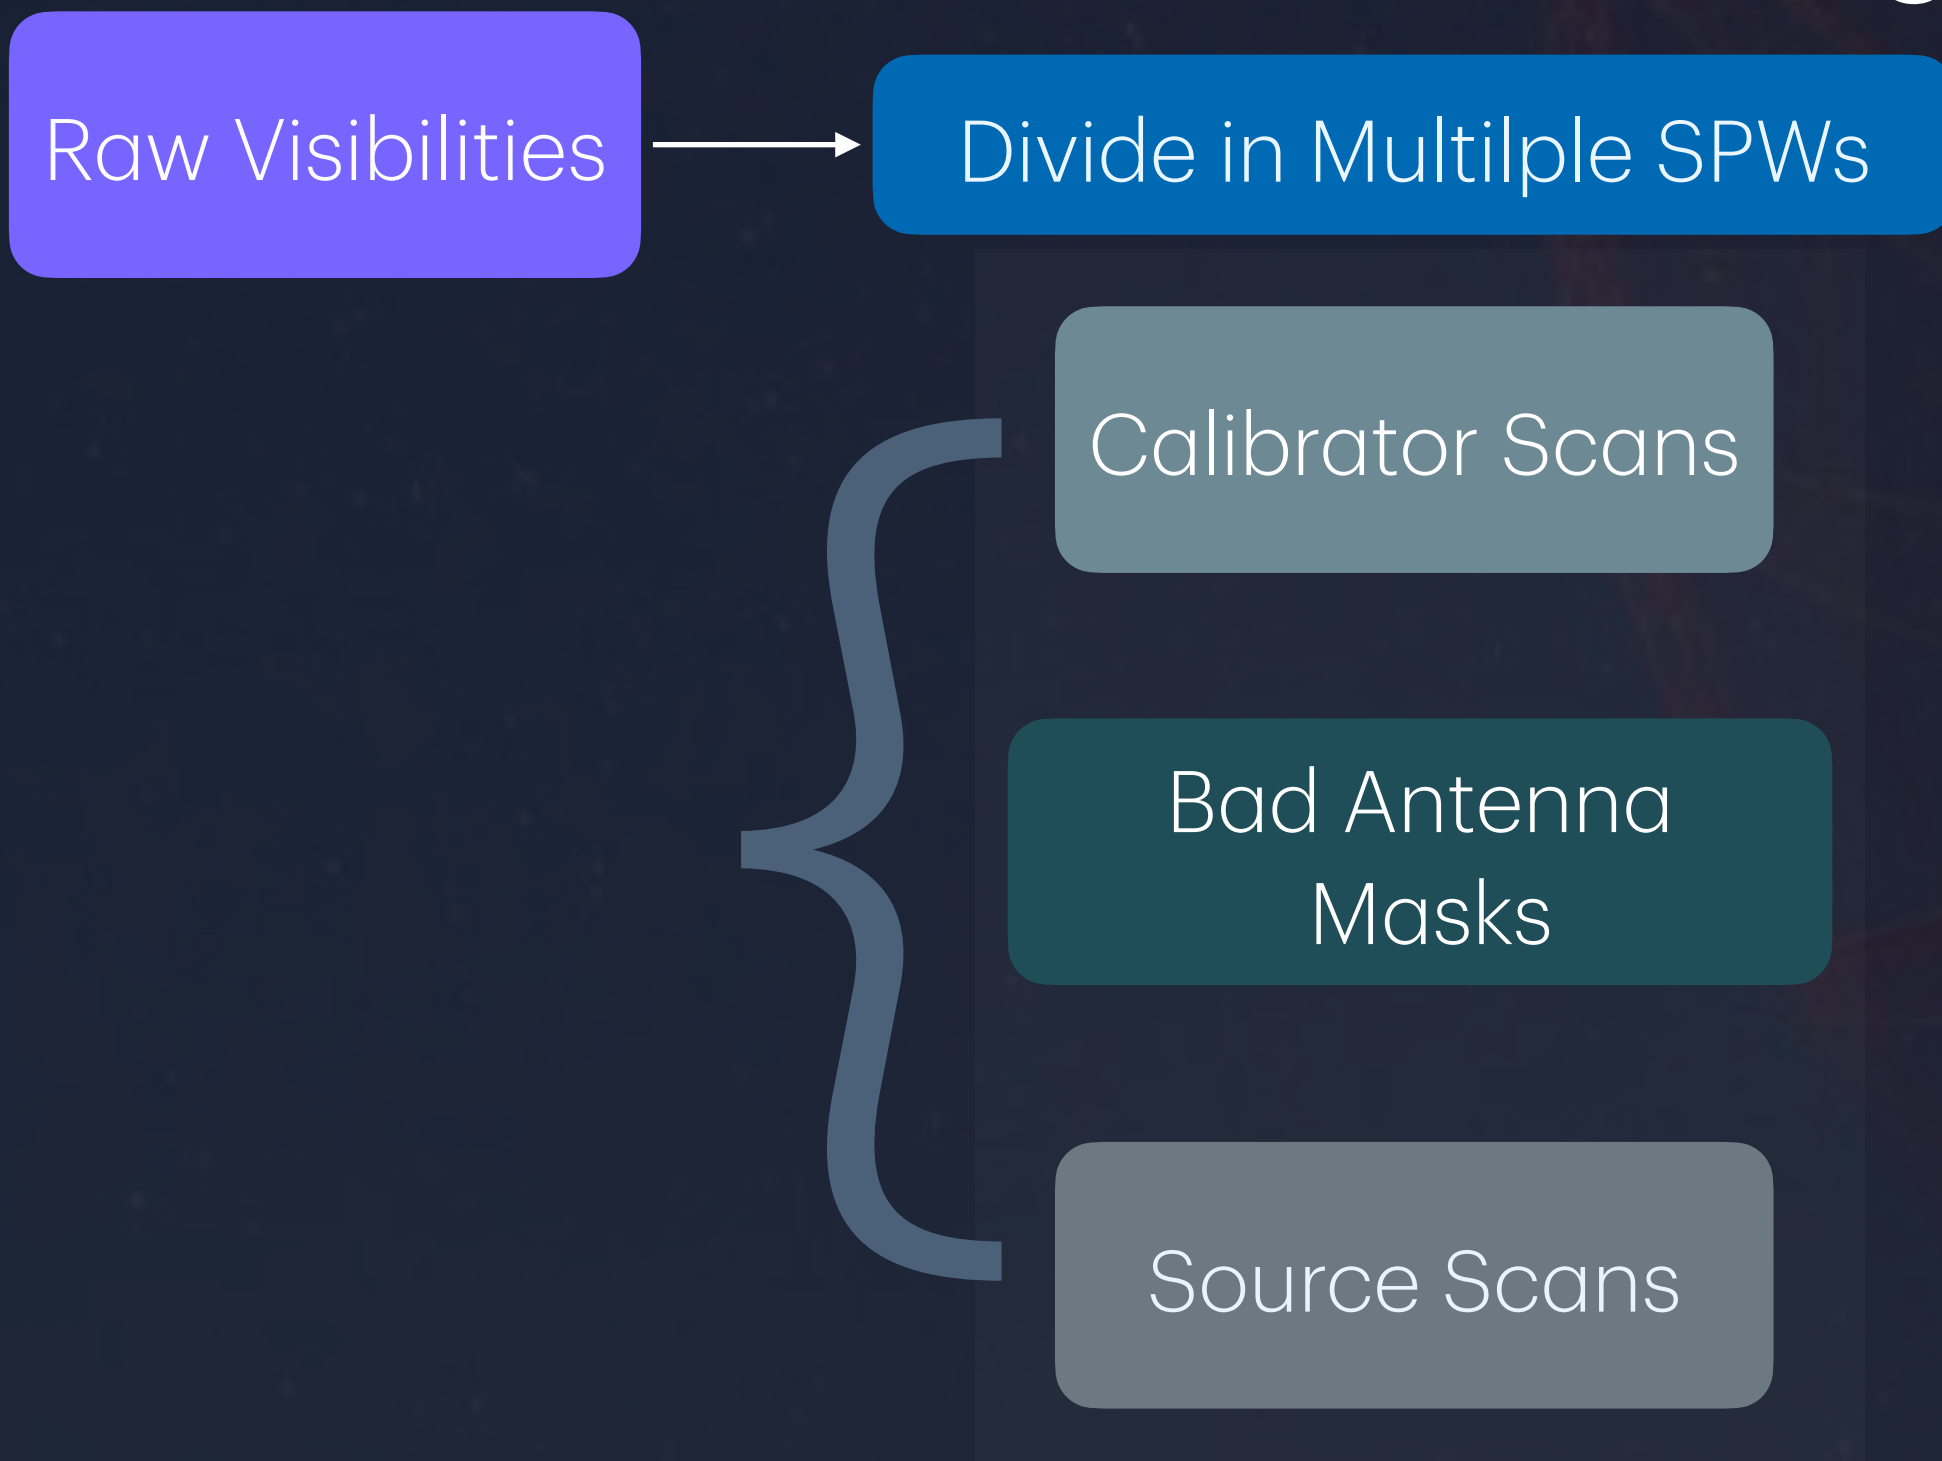 Raw Visibilities
Divide in Multilple SPWs
Calibrator Scans
Bad Antenna
Masks
Source Scans